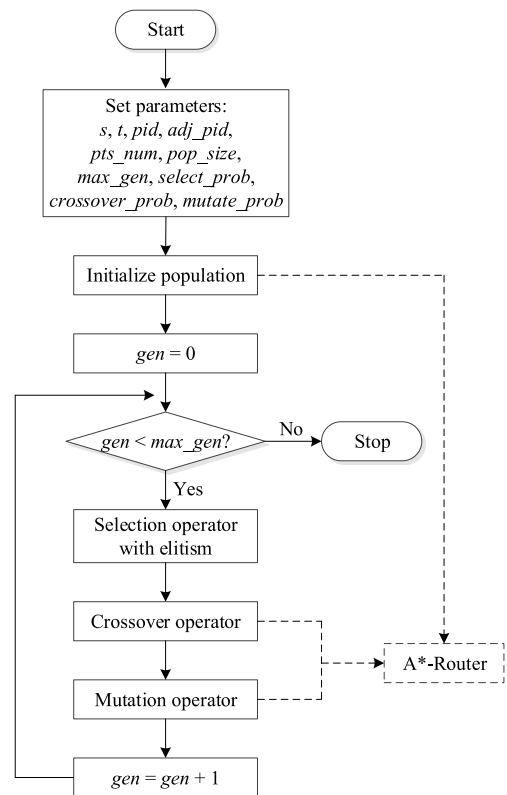 Start
Set parameters:
s, t, pid, adj_pid,
pts_num, pop_size,
max_gen, select_prob,
crossover_prob, mutate_prob
Initialize population
gen = 0
gen < max_gen?
No
Stop
Yes
Selection operator
with elitism
Crossover operator
A*-Router
Mutation operator
gen = gen + 1